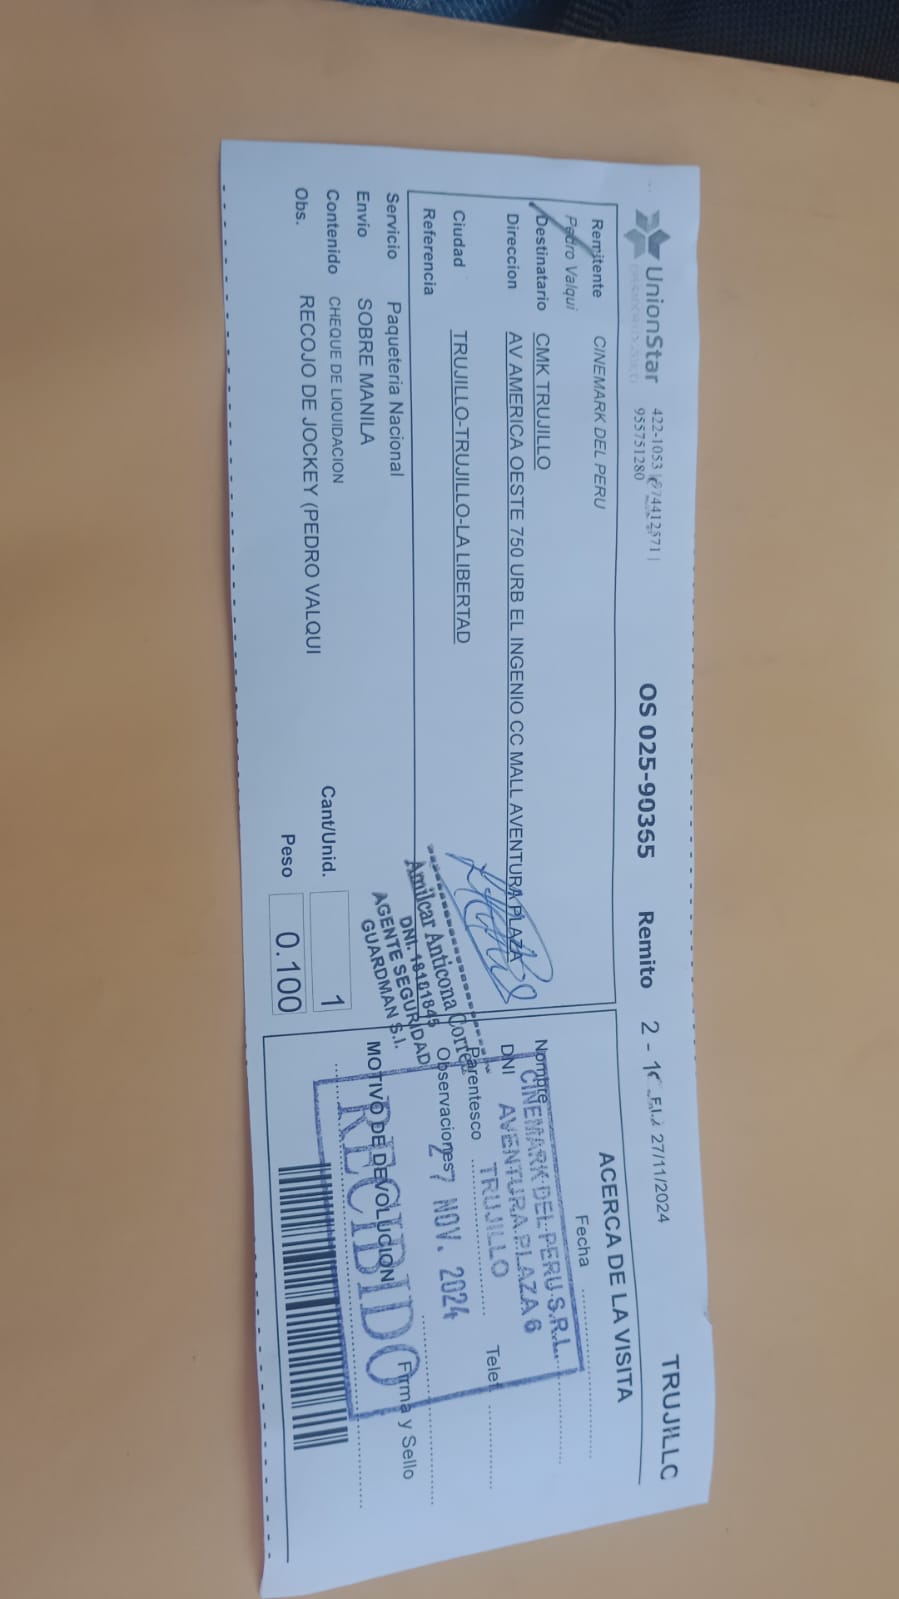 UnionStar
422-1053 | 974412571 |
955751280
OS 025-90355
Remito
27/11/2024
TRUJILLO
Remitente CINEMARK DEL PERU
Pedro Valqui
Destinatario CMK TRUJILLO
Direccion AV AMERICA OESTE 750 URB EL INGENIO CC MALL AVENTURA PLAZA
Ciudad TRUJILLO-TRUJILLO-LA LIBERTAD
Referencia
Servicio Paqueteria Nacional
Envio SOBRE MANILA
Contenido CHEQUE DE LIQUIDACION
Obs. RECOJO DE JOCKEY (PEDRO VALQUI
Cant/Unid. 1
Peso 0.100
Amilcar Anticona
DNI. 18181845
AGENTE SEGURIDAD
GUARDMAN S.I.
ACERCA DE LA VISITA
Fecha
Nombre
DNI
Parentesco
Telef
Observaciones
MOTIVO DE DEVOLUCION
Firma y Sello
CINEMARK DEL PERU S.R.L.
AVENTURA PLAZA 6
TRUJILLO
27 NOV. 2024
RECIBIDO